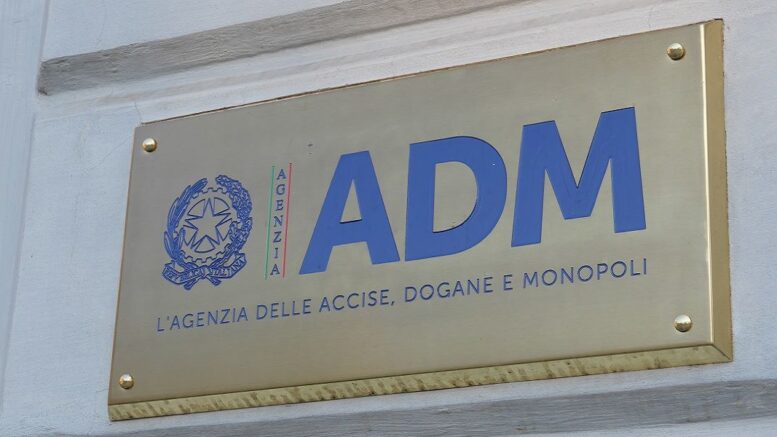 AGENZIA
ADM
L'AGENZIA DELLE ACCISE, DOGANE E MONOPOLI